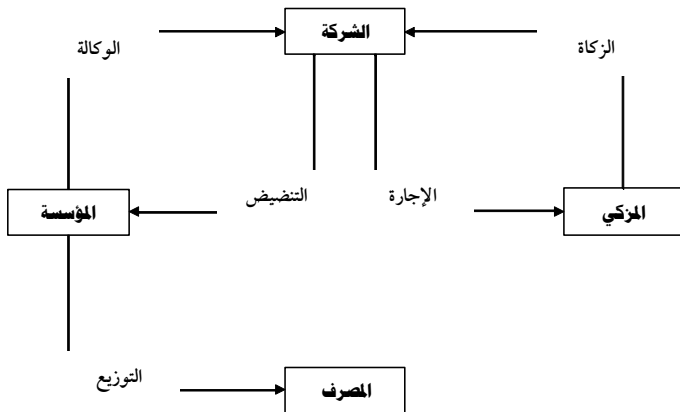 الشركة
الزكاة
الوكالة
الإجارة
التنضيض
المزكي
المؤسسة
التوزيع
المصرف